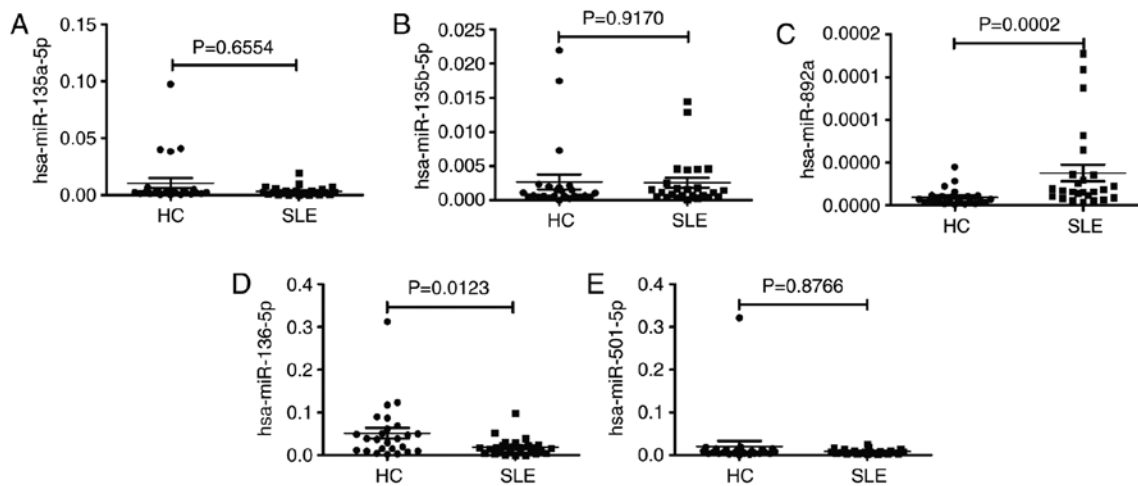 A
hsa-miR-135a-5p
0.15
0.10
0.05
0.00
P=0.6554
HC
SLE
B
hsa-miR-135b-5p
0.025
0.020
0.015
0.010
0.005
0.000
P=0.9170
HC
SLE
C
hsa-miR-892a
0.0002
0.0001
0.0001
0.0000
0.0000
P=0.0002
HC
SLE
D
hsa-miR-136-5p
0.4
0.3
0.2
0.1
0.0
P=0.0123
HC
SLE
E
hsa-miR-501-5p
0.4
0.3
0.2
0.1
0.0
P=0.8766
HC
SLE